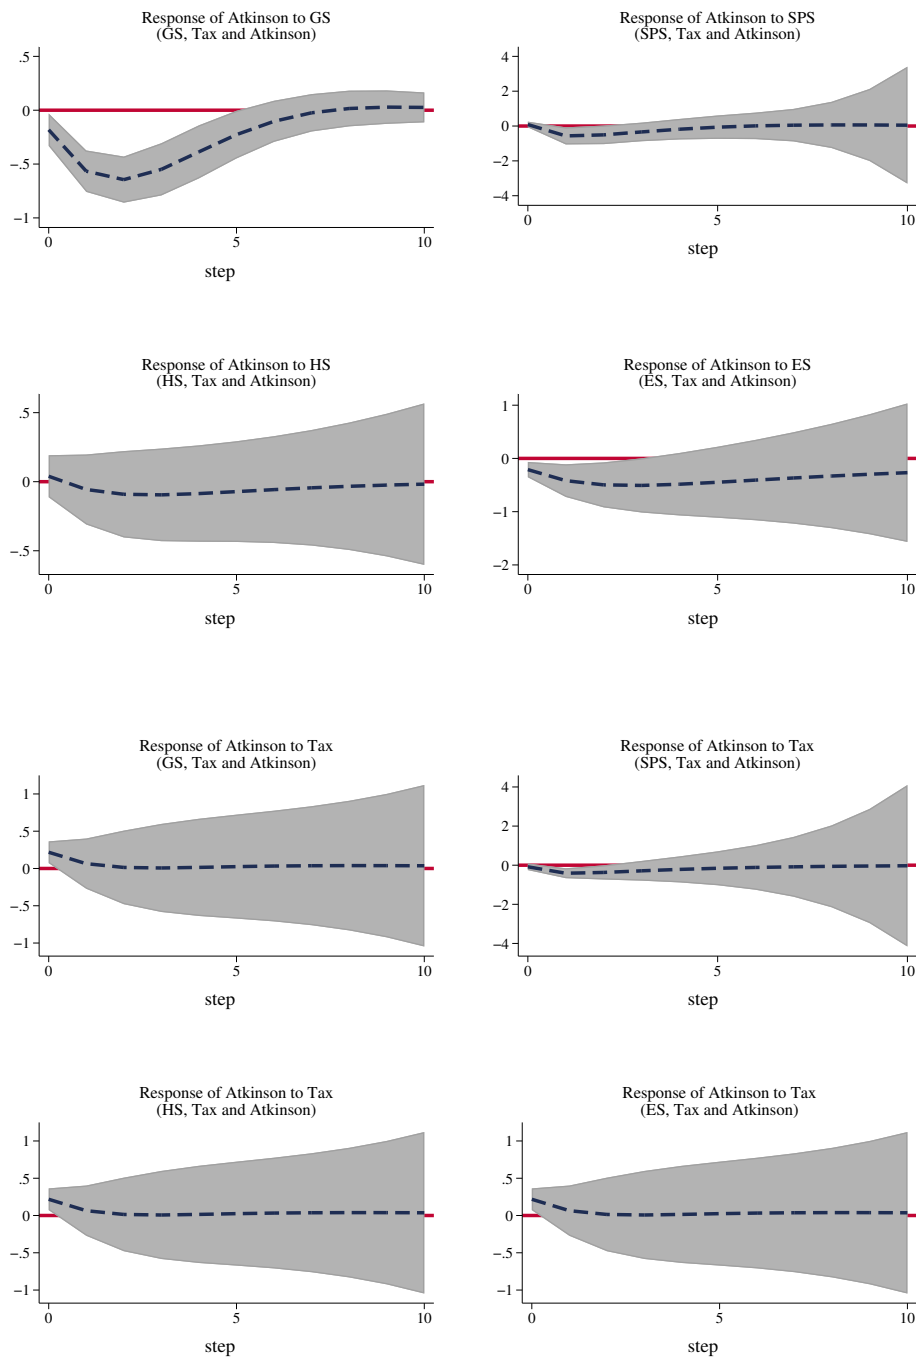 Response of Atkinson to GS
(GS, Tax and Atkinson)
.5
0
−.5
−1
0
5
10
step
Response of Atkinson to SPS
(SPS, Tax and Atkinson)
4
2
0
−2
−4
0
5
10
step
Response of Atkinson to HS
(HS, Tax and Atkinson)
.5
0
−.5
0
5
10
step
Response of Atkinson to ES
(ES, Tax and Atkinson)
1
0
−1
−2
0
5
10
step
Response of Atkinson to Tax
(GS, Tax and Atkinson)
1
.5
0
−.5
−1
0
5
10
step
Response of Atkinson to Tax
(SPS, Tax and Atkinson)
4
2
0
−2
−4
0
5
10
step
Response of Atkinson to Tax
(HS, Tax and Atkinson)
1
.5
0
−.5
−1
0
5
10
step
Response of Atkinson to Tax
(ES, Tax and Atkinson)
1
.5
0
−.5
−1
0
5
10
step